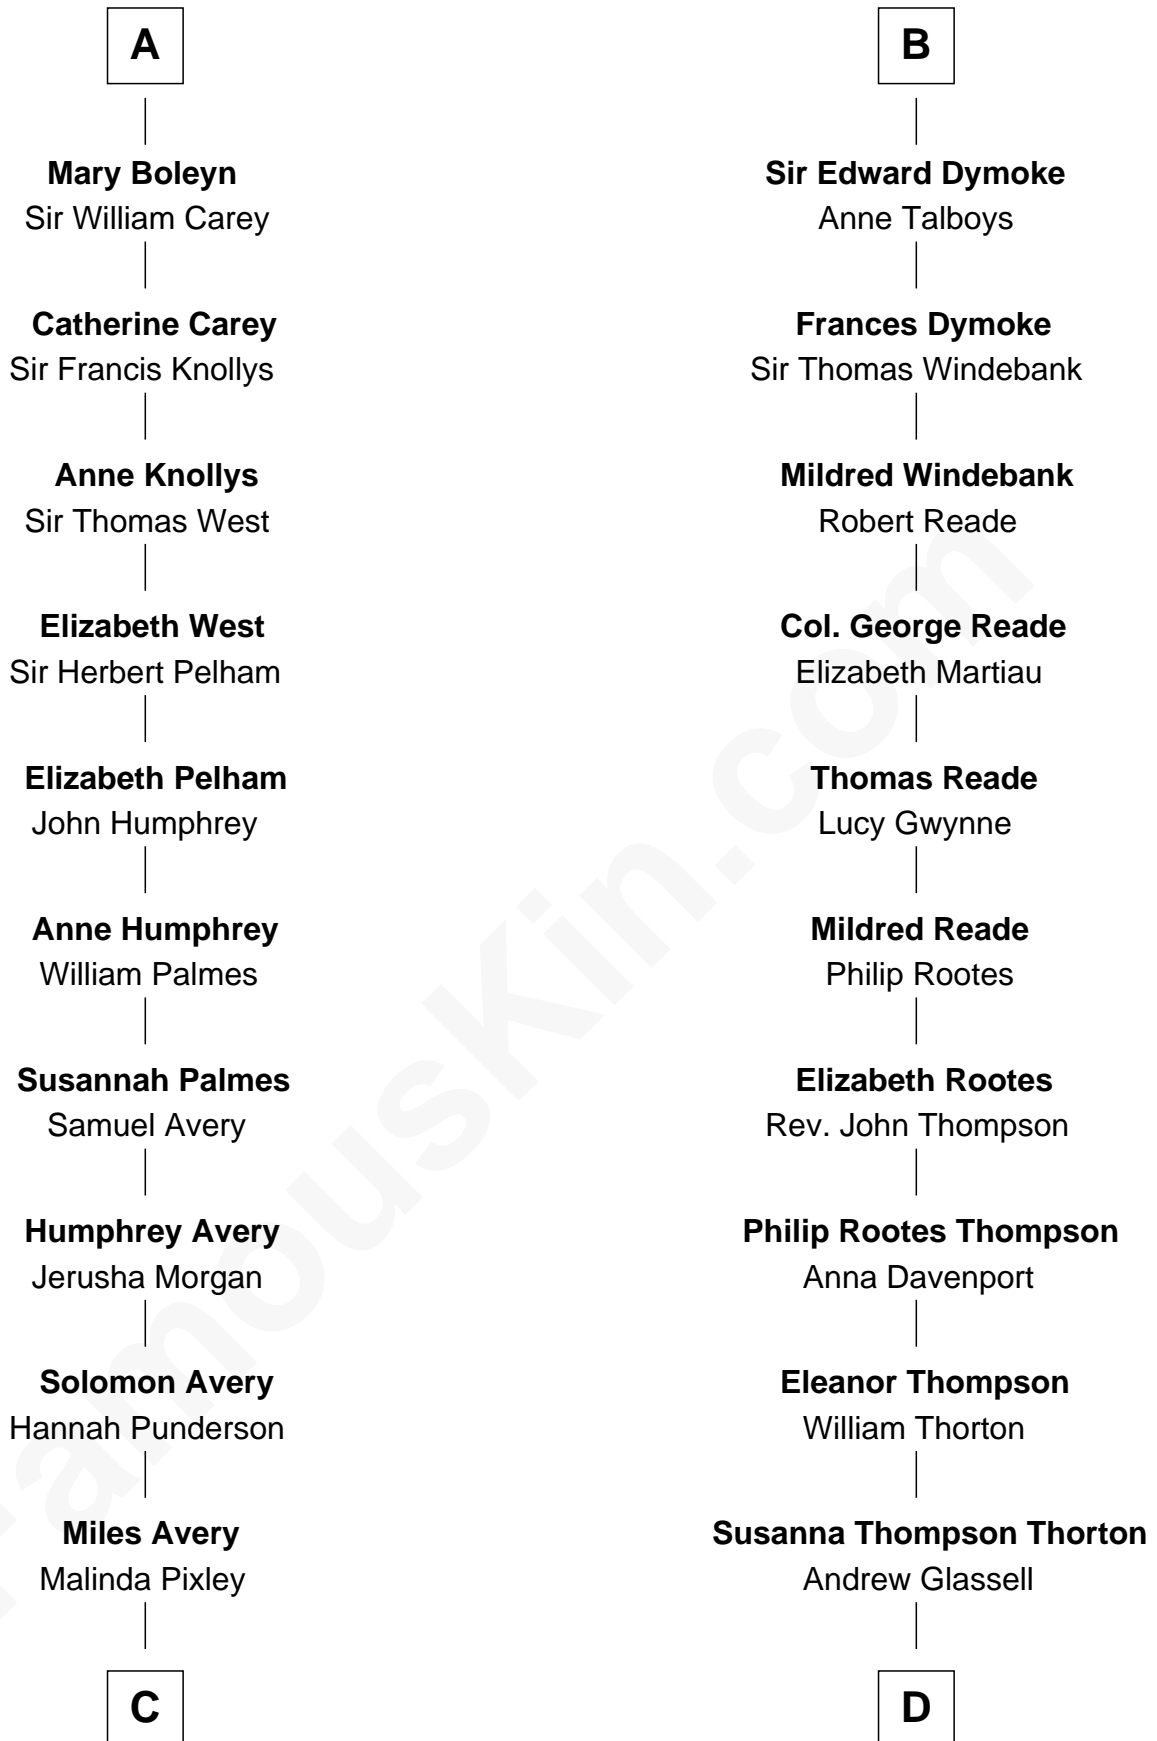 A
Mary Boleyn
Sir William Carey
Catherine Carey
Sir Francis Knollys
Anne Knollys
Sir Thomas West
Elizabeth West
Sir Herbert Pelham
Elizabeth Pelham
John Humphrey
Anne Humphrey
William Palmes
Susannah Palmes
Samuel Avery
Humphrey Avery
Jerusha Morgan
Solomon Avery
Hannah Punderson
Miles Avery
Malinda Pixley
C
B
Sir Edward Dymoke
Anne Talboys
Frances Dymoke
Sir Thomas Windebank
Mildred Windebank
Robert Reade
Col. George Reade
Elizabeth Martiau
Thomas Reade
Lucy Gwynne
Mildred Reade
Philip Rootes
Elizabeth Rootes
Rev. John Thompson
Philip Rootes Thompson
Anna Davenport
Eleanor Thompson
William Thorton
Susanna Thompson Thorton
Andrew Glassell
D
FamousKin.com